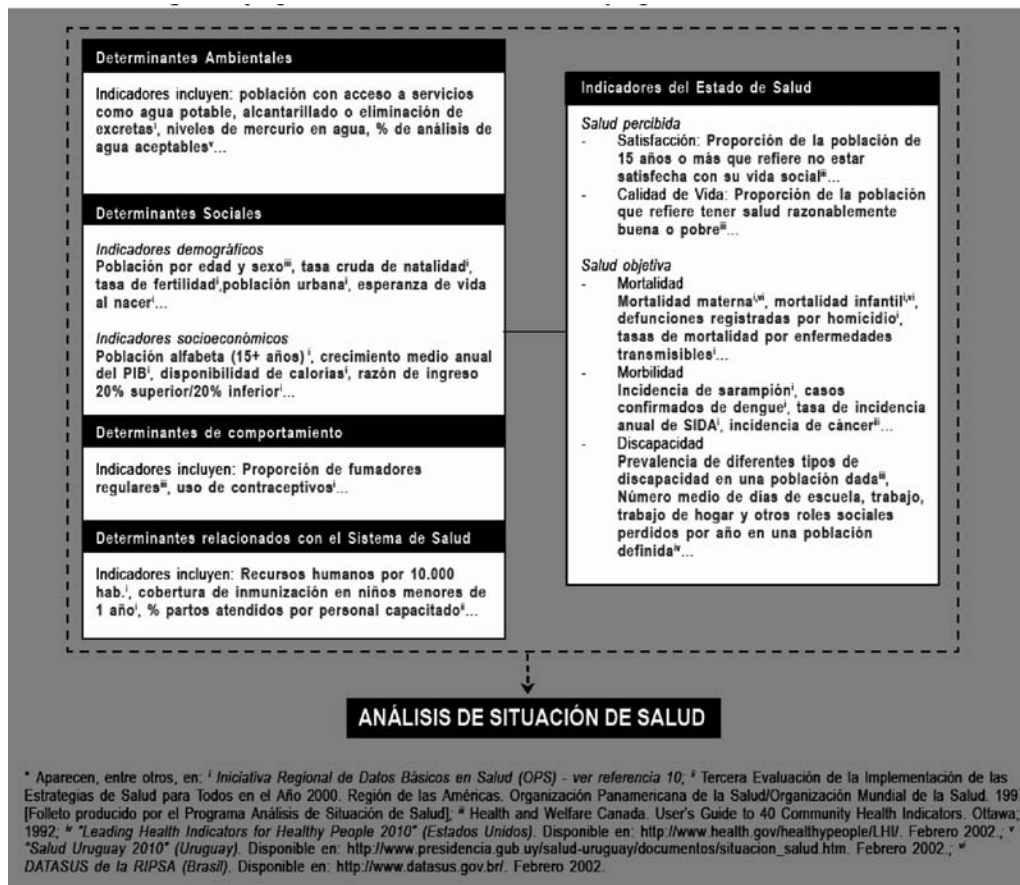 Determinantes Ambientales
Indicadores incluyen: población con acceso a servicios
como agua potable, alcantarillado o eliminación de
excretasⁱ, niveles de mercurio en agua, % de análisis de
agua aceptablesᵛ...
Determinantes Sociales
Indicadores demográficos
Población por edad y sexoⁱⁱⁱ, tasa cruda de natalidadⁱ,
tasa de fertilidadⁱ,población urbanaⁱ, esperanza de vida
al nacerⁱ...
Indicadores socioeconómicos
Población alfabeta (15+ años) ⁱ, crecimiento medio anual
del PIBⁱ, disponibilidad de caloríasⁱ, razón de ingreso
20% superior/20% inferiorⁱ...
Determinantes de comportamiento
Indicadores incluyen: Proporción de fumadores
regularesⁱⁱⁱ, uso de contraceptivosⁱ...
Determinantes relacionados con el Sistema de Salud
Indicadores incluyen: Recursos humanos por 10.000
hab.ⁱ, cobertura de inmunización en niños menores de
1 añoⁱ, % partos atendidos por personal capacitadoⁱⁱ...
Indicadores del Estado de Salud
Salud percibida
- Satisfacción: Proporción de la población de
15 años o más que refiere no estar
satisfecha con su vida socialⁱⁱⁱ...
- Calidad de Vida: Proporción de la población
que refiere tener salud razonablemente
buena o pobreⁱⁱⁱ...
Salud objetiva
- Mortalidad
Mortalidad maternaⁱ,ᵛⁱ, mortalidad infantilⁱ,ᵛⁱ,
defunciones registradas por homicidioⁱ,
tasas de mortalidad por enfermedades
transmisiblesⁱ...
- Morbilidad
Incidencia de sarampiónⁱ, casos
confirmados de dengueⁱ, tasa de incidencia
anual de SIDAⁱ, incidencia de cáncerⁱⁱⁱ...
- Discapacidad
Prevalencia de diferentes tipos de
discapacidad en una población dadaⁱⁱⁱ,
Número medio de días de escuela, trabajo,
trabajo de hogar y otros roles sociales
perdidos por año en una población
definidaⁱᵛ...
ANÁLISIS DE SITUACIÓN DE SALUD
* Aparecen, entre otros, en: ⁱ Iniciativa Regional de Datos Básicos en Salud (OPS) - ver referencia 10; ⁱⁱ Tercera Evaluación de la Implementación de las
Estrategias de Salud para Todos en el Año 2000. Región de las Américas. Organización Panamericana de la Salud/Organización Mundial de la Salud. 199
[Folleto producido por el Programa Análisis de Situación de Salud]; ⁱⁱⁱ Health and Welfare Canada. User's Guide to 40 Community Health Indicators. Ottawa;
1992; ⁱᵛ "Leading Health Indicators for Healthy People 2010" (Estados Unidos). Disponible en: http://www.health.gov/healthypeople/LHI/. Febrero 2002.; ᵛ
"Salud Uruguay 2010" (Uruguay). Disponible en: http://www.presidencia.gub.uy/salud-uruguay/documentos/situacion_salud.htm. Febrero 2002.; ᵛⁱ
DATASUS de la RIPSA (Brasil). Disponible en: http://www.datasus.gov.br/. Febrero 2002.